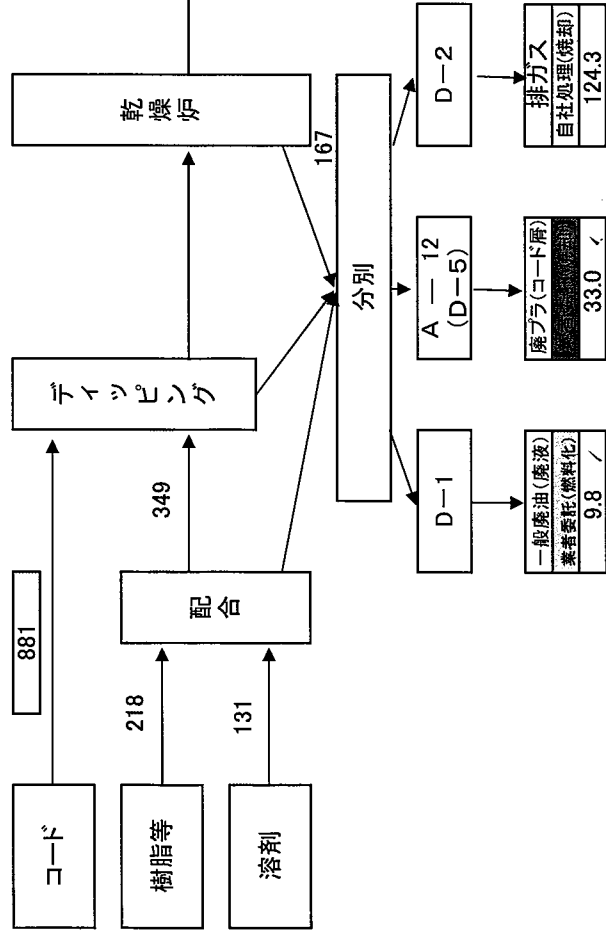 コード
881
ディッピング
乾燥炉
樹脂等
218
配合
349
溶剤
131
分別
167
D－1
A－12
(D－5)
D－2
一般廃油(廃液)
業者委託(燃料化)
9.8
廃プラ(コード屑)
33.0
排ガス
自社処理(焼却)
124.3